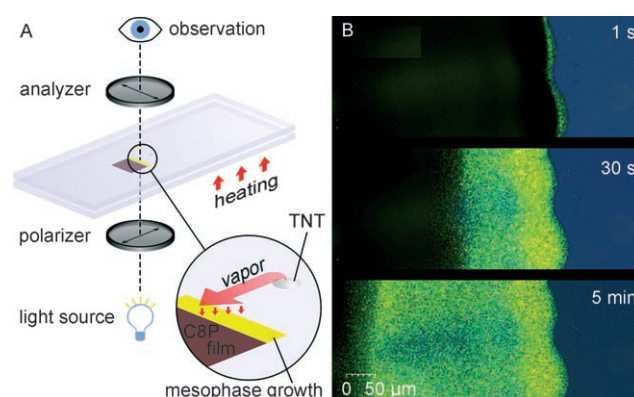 A
observation
analyzer
heating
polarizer
TNT
vapor
light source
C8P
film
mesophase growth
B
1 s
30 s
5 min
0 50 µm